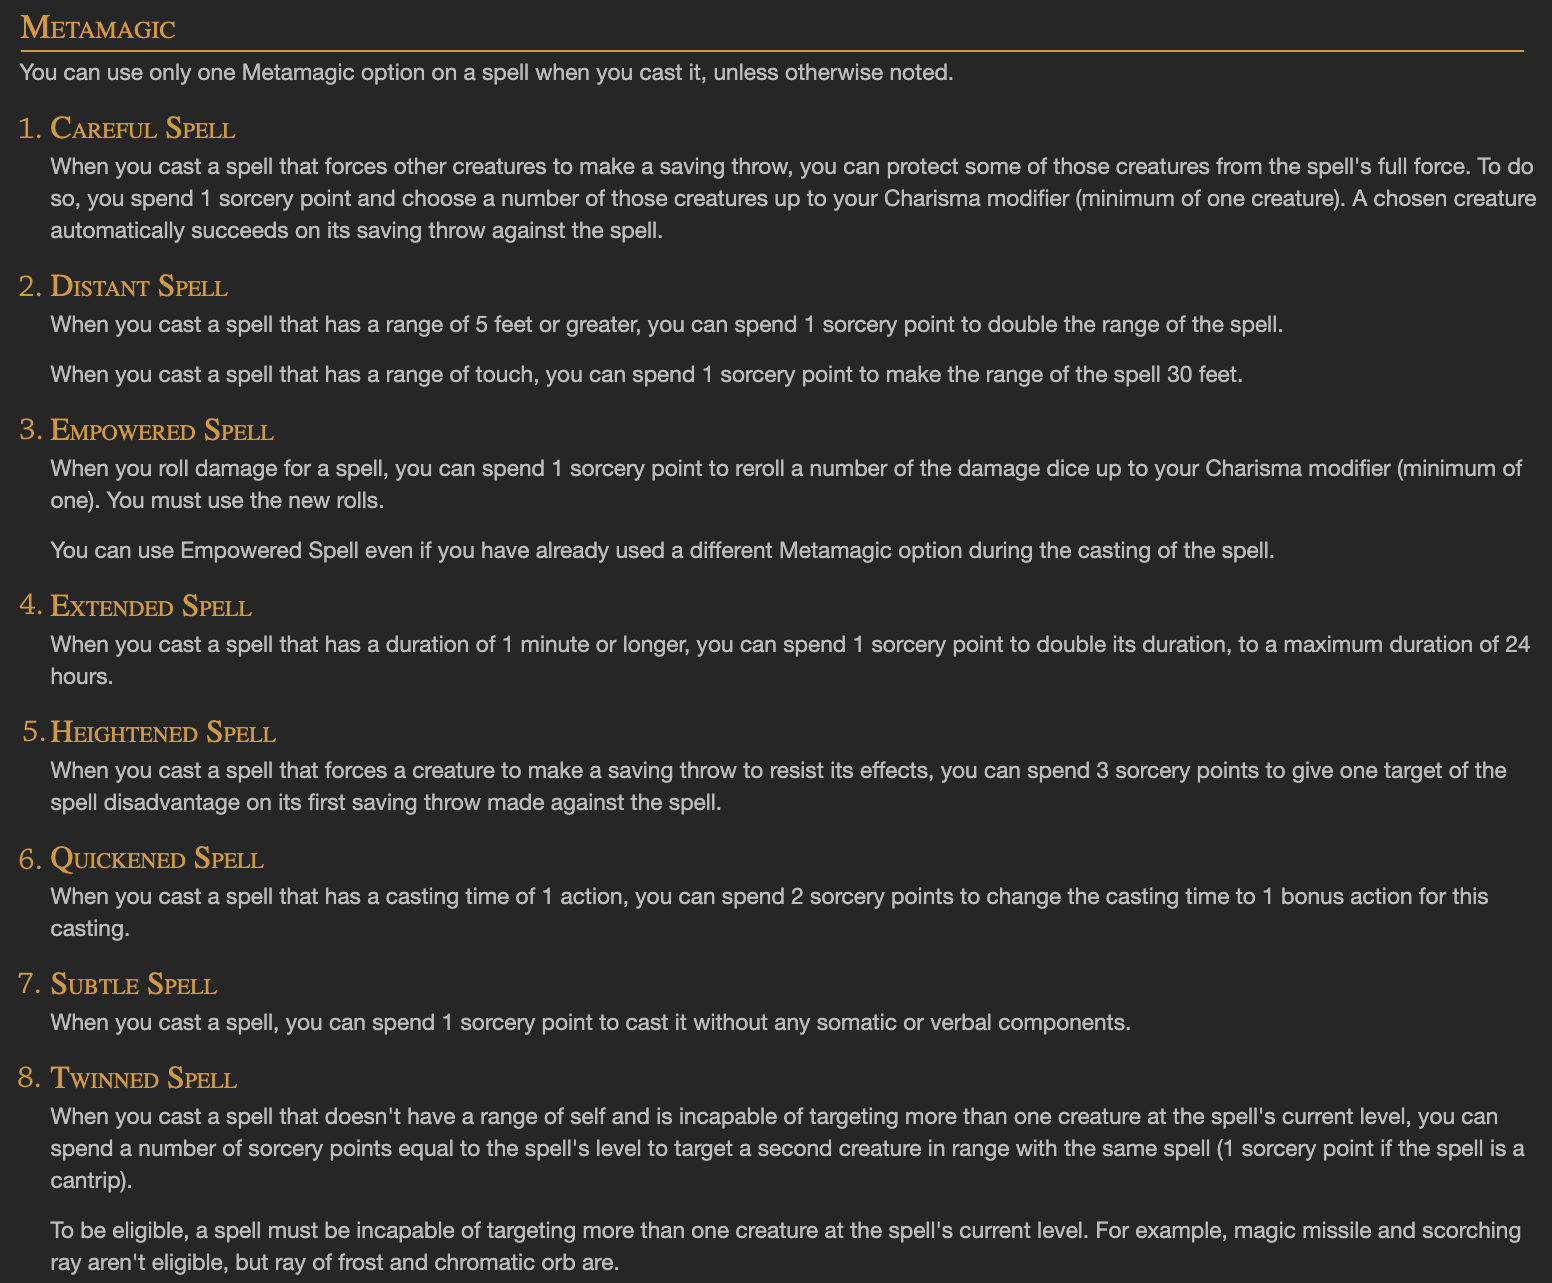 Metamagic
You can use only one Metamagic option on a spell when you cast it, unless otherwise noted.
1. Careful Spell
When you cast a spell that forces other creatures to make a saving throw, you can protect some of those creatures from the spell's full force. To do
so, you spend 1 sorcery point and choose a number of those creatures up to your Charisma modifier (minimum of one creature). A chosen creature
automatically succeeds on its saving throw against the spell.
2. Distant Spell
When you cast a spell that has a range of 5 feet or greater, you can spend 1 sorcery point to double the range of the spell.
When you cast a spell that has a range of touch, you can spend 1 sorcery point to make the range of the spell 30 feet.
3. Empowered Spell
When you roll damage for a spell, you can spend 1 sorcery point to reroll a number of the damage dice up to your Charisma modifier (minimum of
one). You must use the new rolls.
You can use Empowered Spell even if you have already used a different Metamagic option during the casting of the spell.
4. Extended Spell
When you cast a spell that has a duration of 1 minute or longer, you can spend 1 sorcery point to double its duration, to a maximum duration of 24
hours.
5. Heightened Spell
When you cast a spell that forces a creature to make a saving throw to resist its effects, you can spend 3 sorcery points to give one target of the
spell disadvantage on its first saving throw made against the spell.
6. Quickened Spell
When you cast a spell that has a casting time of 1 action, you can spend 2 sorcery points to change the casting time to 1 bonus action for this
casting.
7. Subtle Spell
When you cast a spell, you can spend 1 sorcery point to cast it without any somatic or verbal components.
8. Twinned Spell
When you cast a spell that doesn't have a range of self and is incapable of targeting more than one creature at the spell's current level, you can
spend a number of sorcery points equal to the spell's level to target a second creature in range with the same spell (1 sorcery point if the spell is a
cantrip).
To be eligible, a spell must be incapable of targeting more than one creature at the spell's current level. For example, magic missile and scorching
ray aren't eligible, but ray of frost and chromatic orb are.